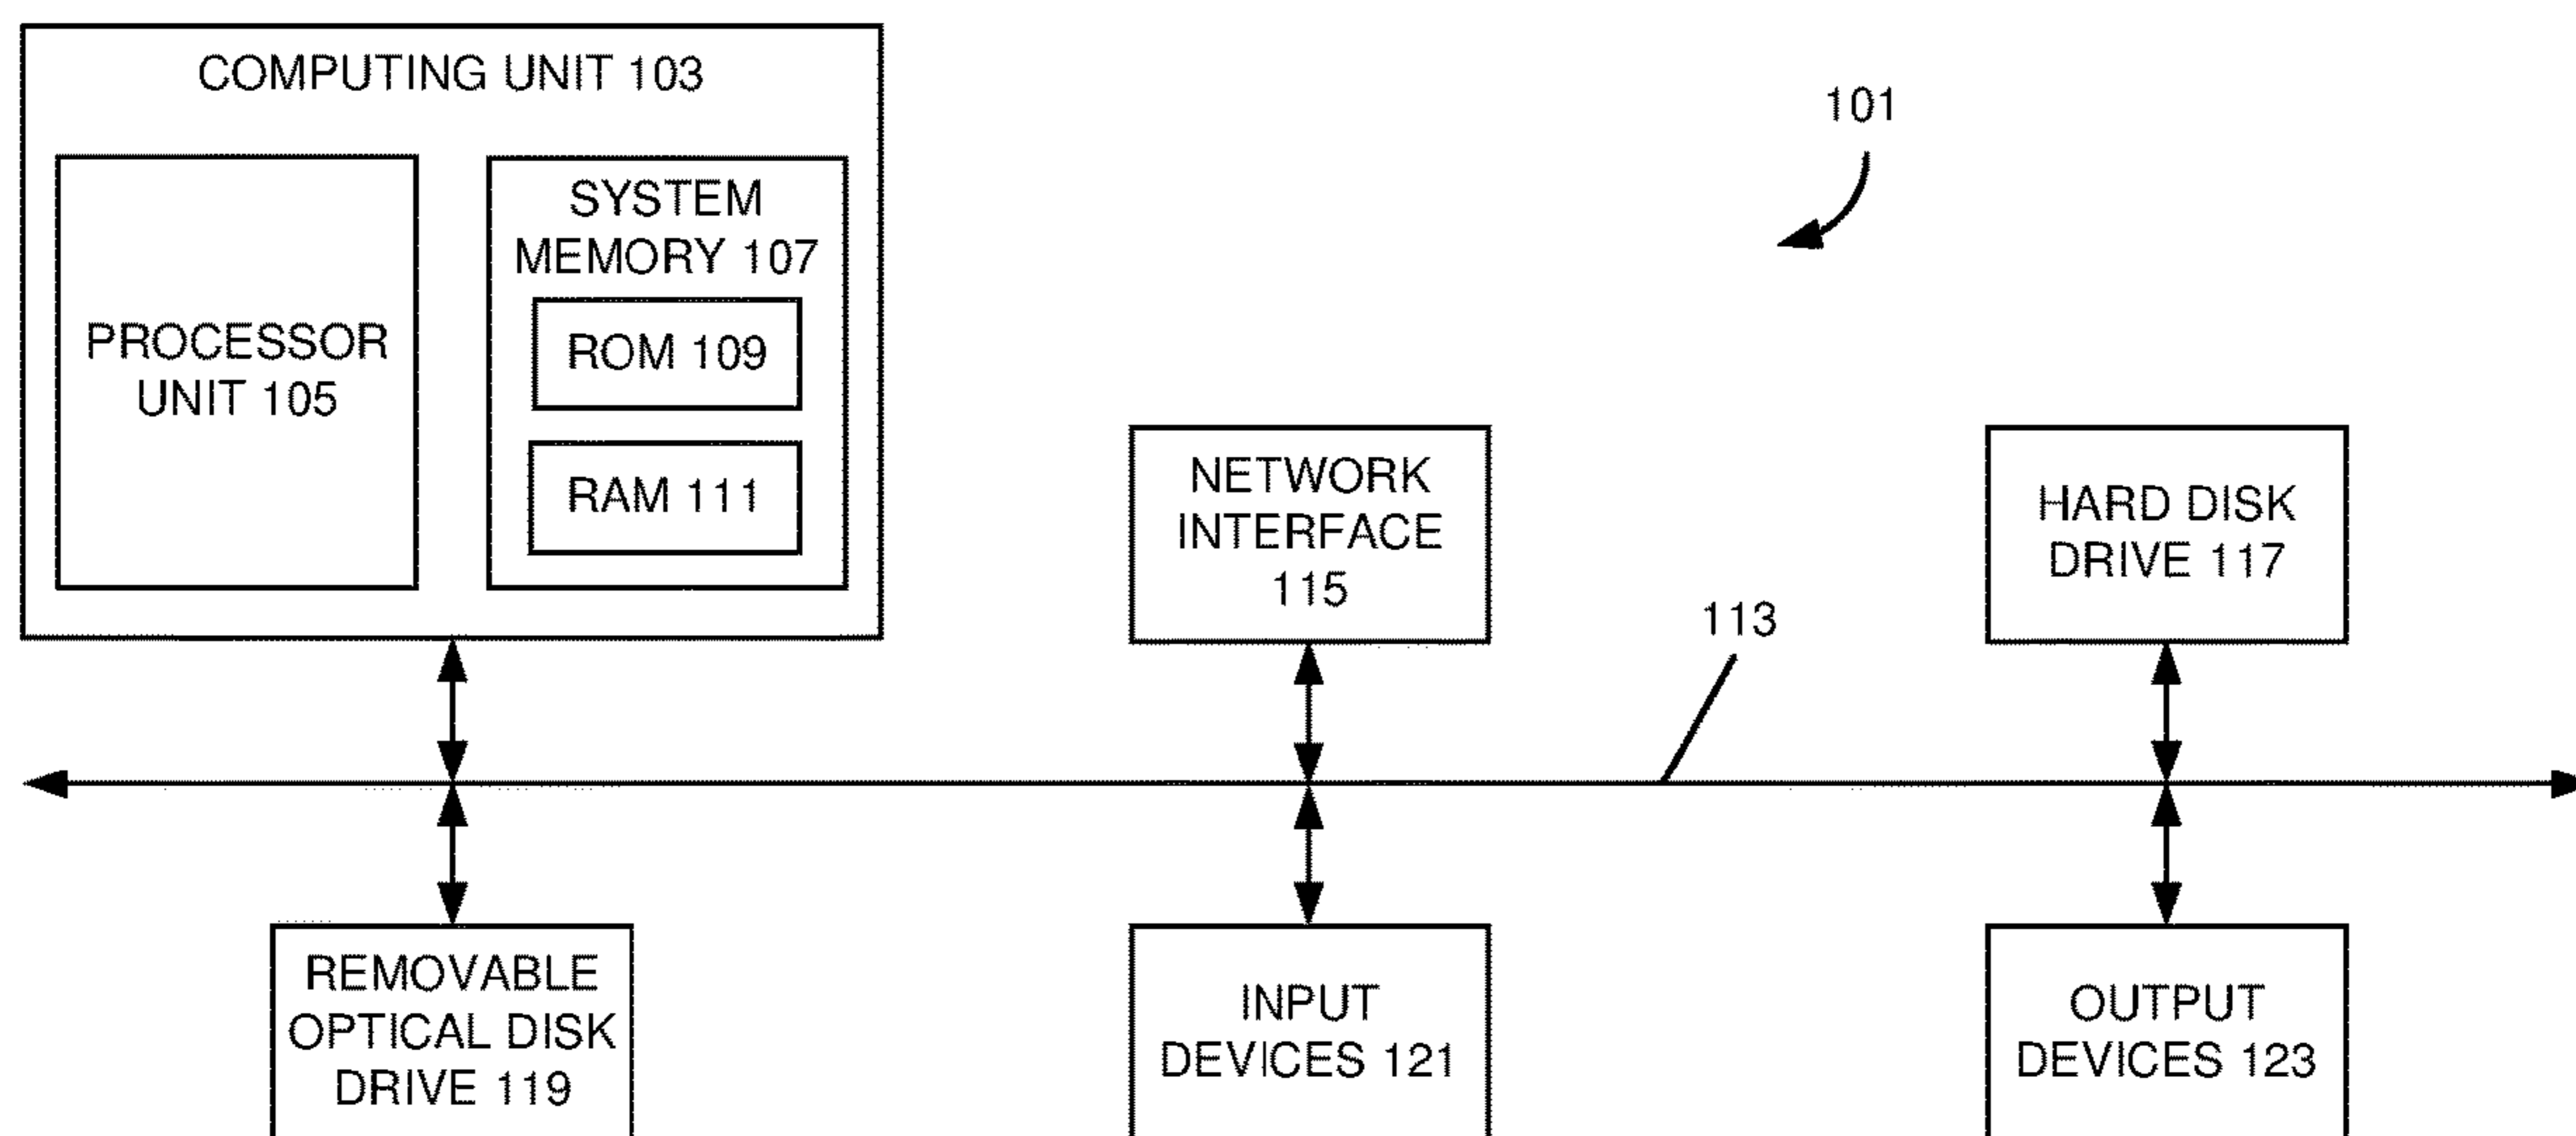 COMPUTING UNIT 103
101
PROCESSOR
UNIT 105
SYSTEM
MEMORY 107
ROM 109
RAM 111
NETWORK
INTERFACE
115
HARD DISK
DRIVE 117
113
REMOVABLE
OPTICAL DISK
DRIVE 119
INPUT
DEVICES 121
OUTPUT
DEVICES 123